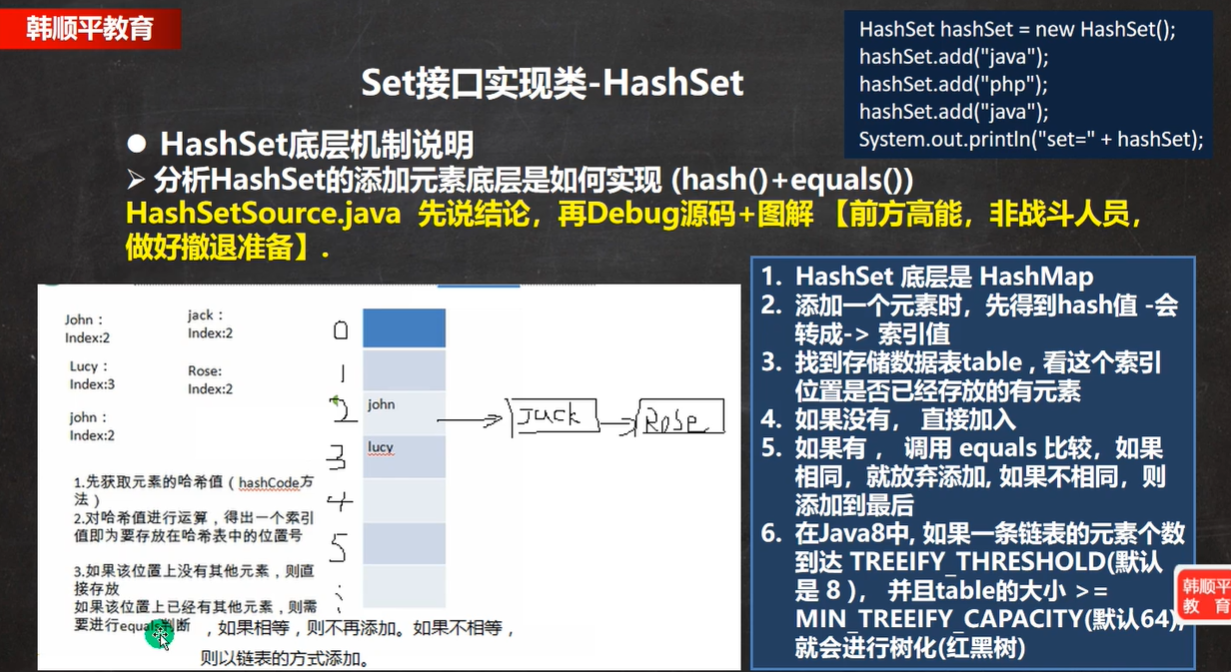 韩顺平教育
HashSet hashSet = new HashSet();
hashSet.add("java");
hashSet.add("php");
hashSet.add("java");
System.out.println("set=" + hashSet);
Set接口实现类-HashSet
● HashSet底层机制说明
➢ 分析HashSet的添加元素底层是如何实现 (hash()+equals())
HashSetSource.java 先说结论，再Debug源码+图解 【前方高能，非战斗人员，
做好撤退准备】.
John：
Index:2
jack：
Index:2
Lucy：
Index:3
Rose:
Index:2
john：
Index:2
0
1
2
3
4
5
john
lucy
Jack
Rose
1.先获取元素的哈希值（hashCode方
法）
2.对哈希值进行运算，得出一个索引
值即为要存放在哈希表中的位置号
3.如果该位置上没有其他元素，则直
接存放
如果该位置上已经有其他元素，则需
要进行equals判断 ，如果相等，则不再添加。如果不相等，
则以链表的方式添加。
1. HashSet 底层是 HashMap
2. 添加一个元素时，先得到hash值 -会
转成-> 索引值
3. 找到存储数据表table，看这个索引
位置是否已经存放的有元素
4. 如果没有， 直接加入
5. 如果有， 调用 equals 比较，如果
相同，就放弃添加, 如果不相同，则
添加到最后
6. 在Java8中, 如果一条链表的元素个数
到达 TREEIFY_THRESHOLD(默认
是 8 )， 并且table的大小 >=
MIN_TREEIFY_CAPACITY(默认64),
就会进行树化(红黑树)
韩顺平
教 育